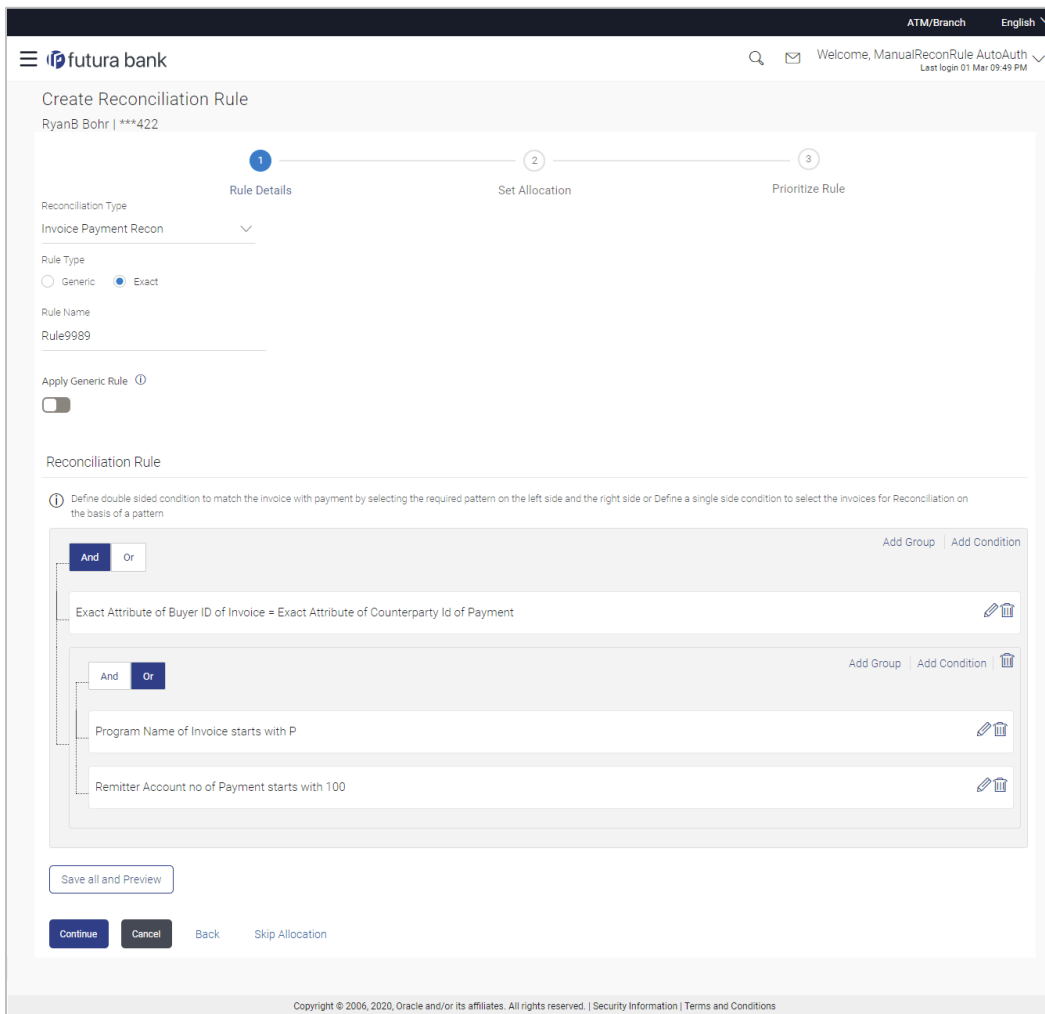 ATM/Branch English
futura bank
Welcome, ManualReconRule AutoAuth
Last login 01 Mar 09:49 PM
Create Reconciliation Rule
RyanB Bohr | ***422
1 2 3
Rule Details Set Allocation Prioritize Rule
Reconciliation Type
Invoice Payment Recon
Rule Type
Generic Exact
Rule Name
Rule9989
Apply Generic Rule
Reconciliation Rule
Define double sided condition to match the invoice with payment by selecting the required pattern on the left side and the right side or Define a single side condition to select the invoices for Reconciliation on
the basis of a pattern
Add Group Add Condition
And Or
Exact Attribute of Buyer ID of Invoice = Exact Attribute of Counterparty Id of Payment
Add Group Add Condition
And Or
Program Name of Invoice starts with P
Remitter Account no of Payment starts with 100
Save all and Preview
Continue Cancel Back Skip Allocation
Copyright © 2006, 2020, Oracle and/or its affiliates. All rights reserved. | Security Information | Terms and Conditions